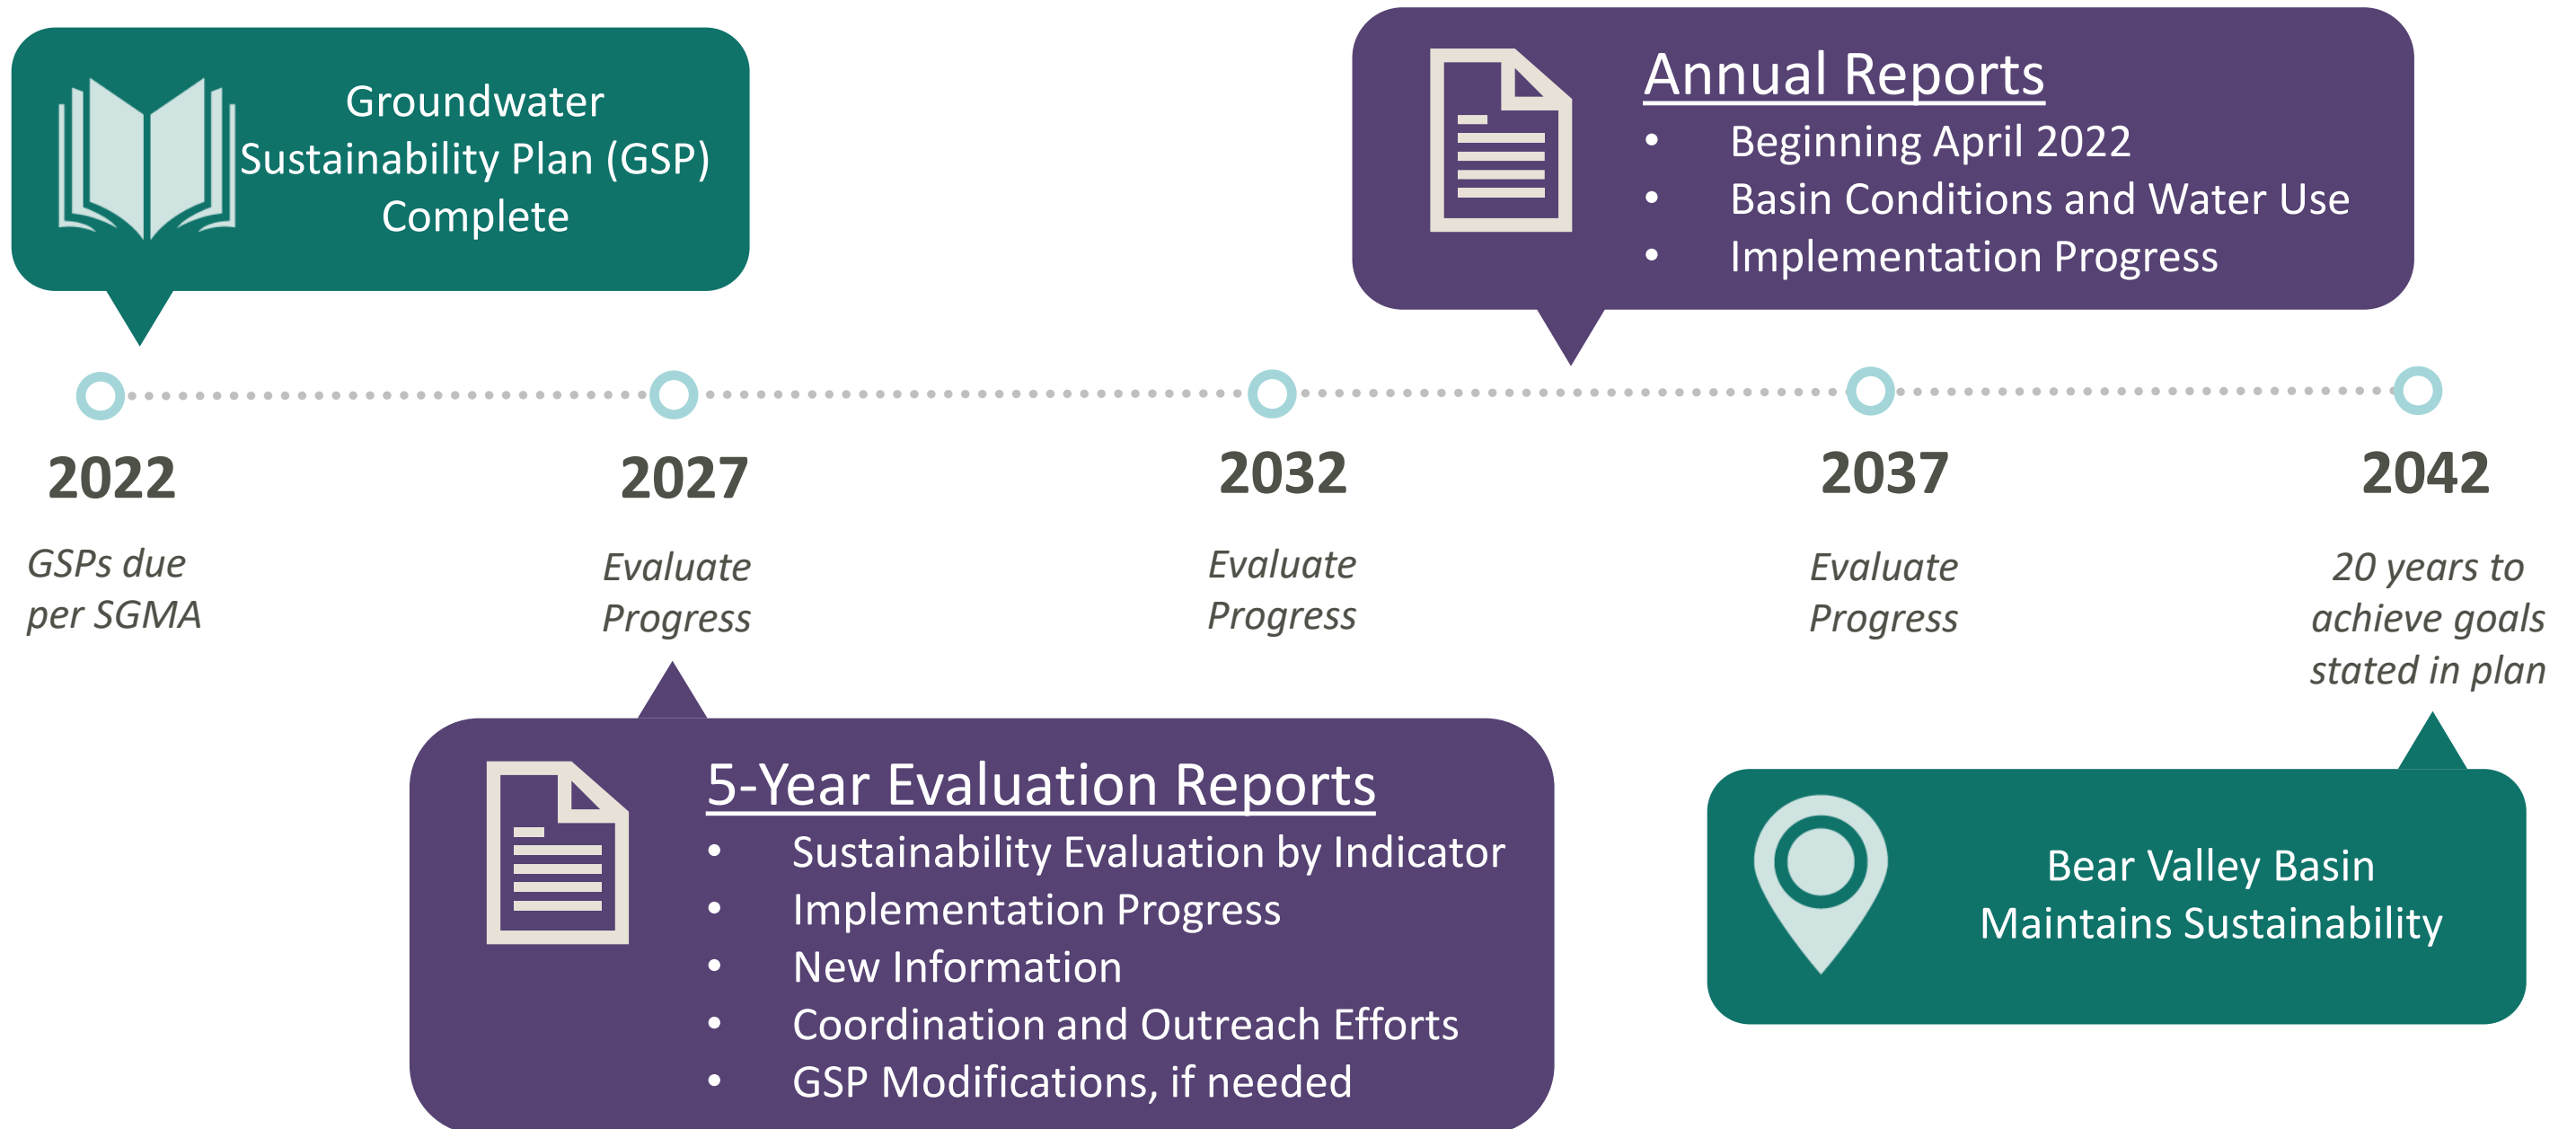 Groundwater
Sustainability Plan (GSP)
Complete
Annual Reports
• Beginning April 2022
• Basin Conditions and Water Use
• Implementation Progress
2022
2027
2032
2037
2042
GSPs due
per SGMA
Evaluate
Progress
Evaluate
Progress
Evaluate
Progress
20 years to
achieve goals
stated in plan
5-Year Evaluation Reports
• Sustainability Evaluation by Indicator
• Implementation Progress
• New Information
• Coordination and Outreach Efforts
• GSP Modifications, if needed
Bear Valley Basin
Maintains Sustainability